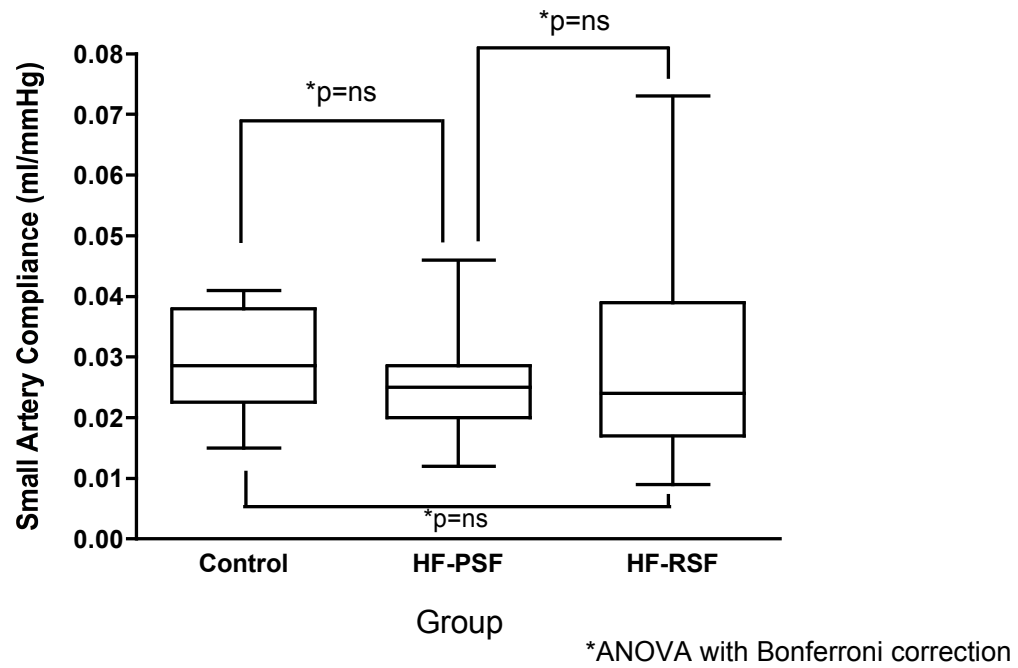 *p=ns
*p=ns
Small Artery Compliance (ml/mmHg)
0.08
0.07
0.06
0.05
0.04
0.03
0.02
0.01
0.00
*p=ns
Control HF-PSF HF-RSF
Group
*ANOVA with Bonferroni correction